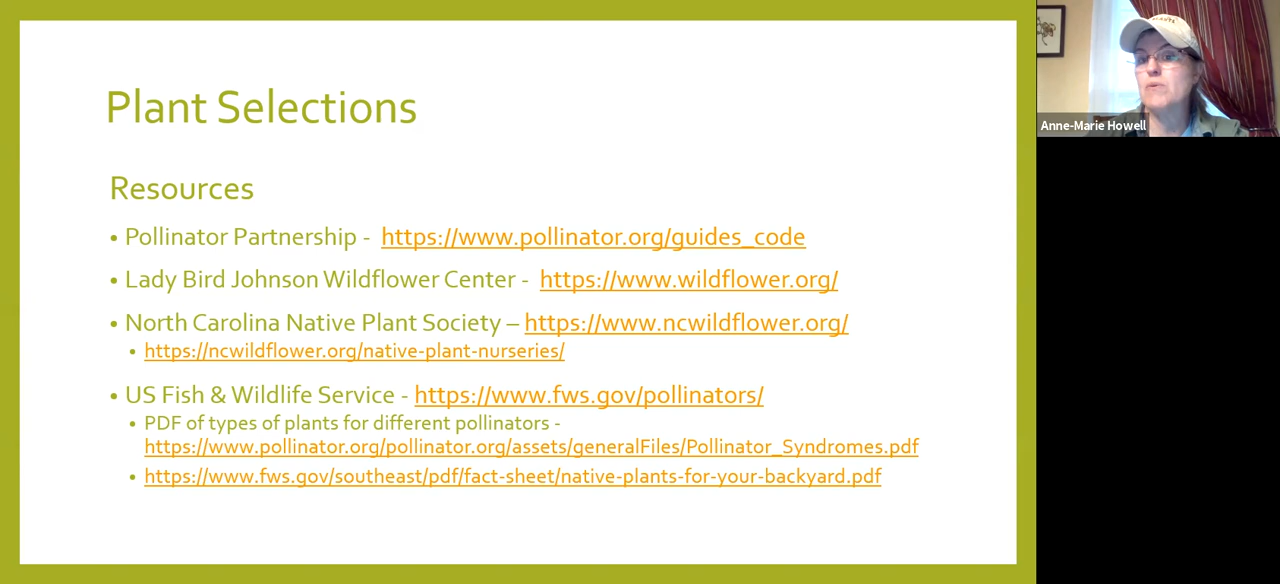 Plant Selections
Resources
• Pollinator Partnership - https://www.pollinator.org/guides_code
• Lady Bird Johnson Wildflower Center - https://www.wildflower.org/
• North Carolina Native Plant Society – https://www.ncwildflower.org/
• https://ncwildflower.org/native-plant-nurseries/
• US Fish & Wildlife Service - https://www.fws.gov/pollinators/
• PDF of types of plants for different pollinators -
https://www.pollinator.org/pollinator.org/assets/generalFiles/Pollinator_Syndromes.pdf
• https://www.fws.gov/southeast/pdf/fact-sheet/native-plants-for-your-backyard.pdf
Anne-Marie Howell